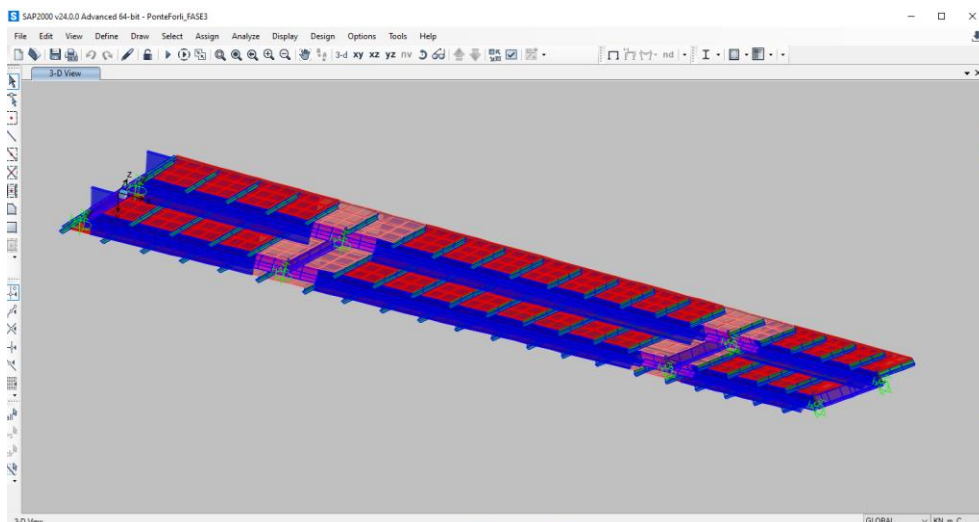 SAP2000 v24.0.0 Advanced 64-bit - PonteForli_FASE3
File Edit View Define Draw Select Assign Analyze Display Design Options Tools Help
3-d xy xz yz nv nd
3-D View
Z
3-D View GLOBAL